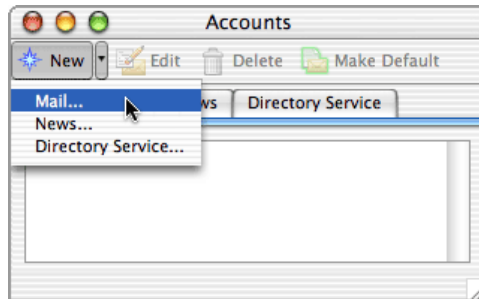 Accounts
New Edit Delete Make Default
Mail... ws Directory Service
News...
Directory Service...